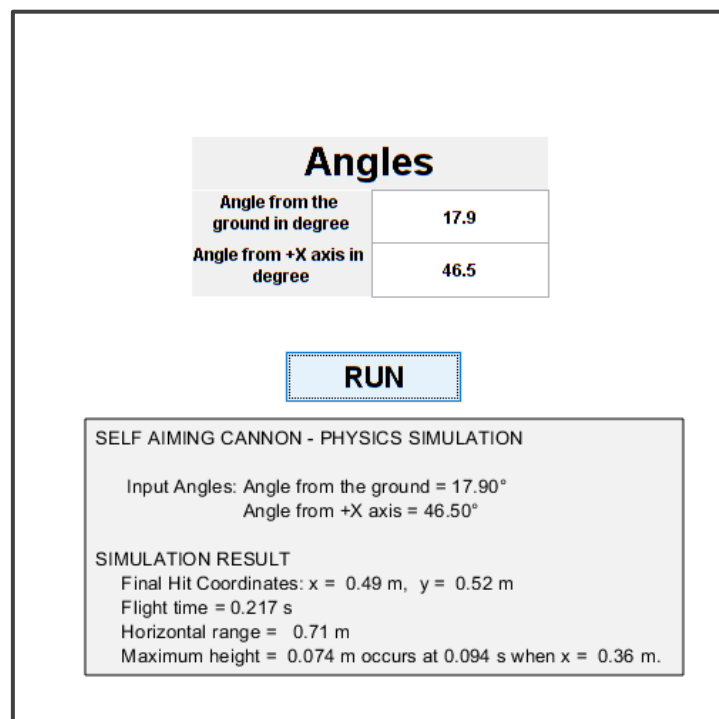 Angles
Angle from the
ground in degree
17.9
Angle from +X axis in
degree
46.5
RUN
SELF AIMING CANNON - PHYSICS SIMULATION
Input Angles: Angle from the ground = 17.90°
Angle from +X axis = 46.50°
SIMULATION RESULT
Final Hit Coordinates: x = 0.49 m, y = 0.52 m
Flight time = 0.217 s
Horizontal range = 0.71 m
Maximum height = 0.074 m occurs at 0.094 s when x = 0.36 m.